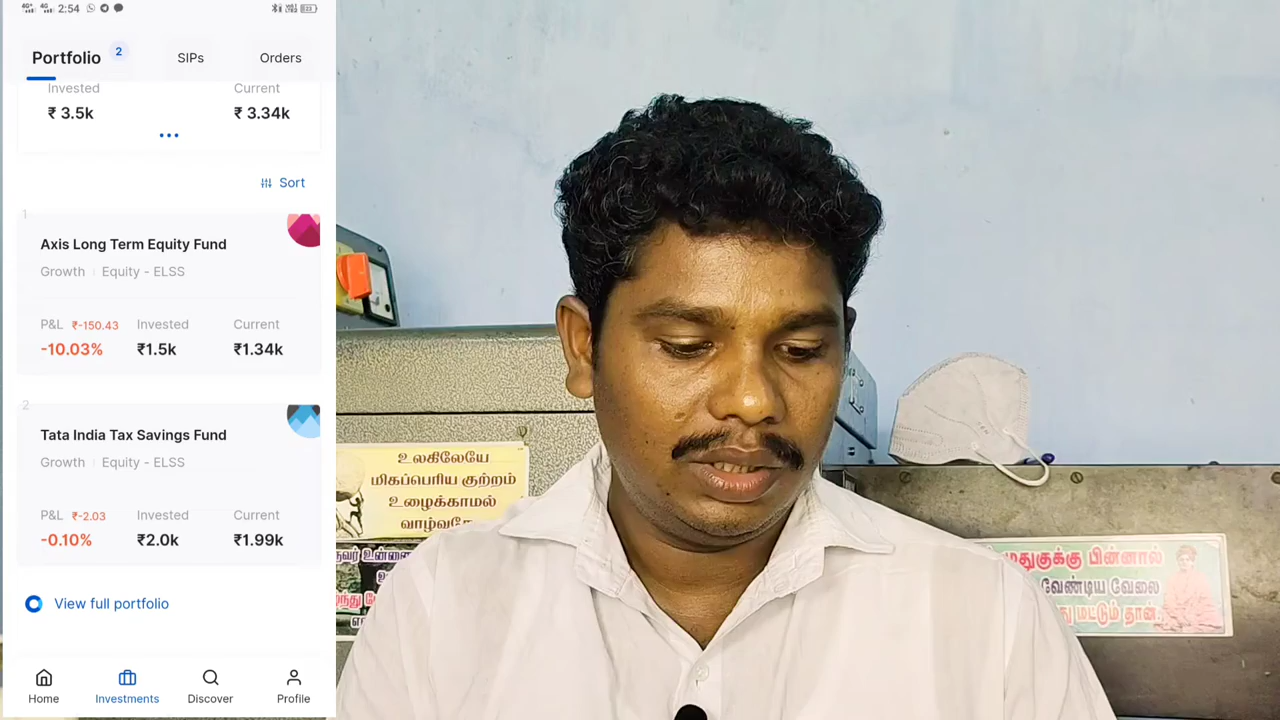 2:54
Portfolio 2 SIPs Orders
Invested Current
₹ 3.5k ₹ 3.34k
Sort
1
Axis Long Term Equity Fund
Growth Equity - ELSS
P&L ₹-150.43 Invested Current
-10.03% ₹1.5k ₹1.34k
2
Tata India Tax Savings Fund
Growth Equity - ELSS
P&L ₹-2.03 Invested Current
-0.10% ₹2.0k ₹1.99k
View full portfolio
Home Investments Discover Profile
உலகிலேயே
மிகப்பெரிய குற்றம்
உழைக்காமல்
பின்னால்
வேண்டிய வேலை
மட்டும் தான்.